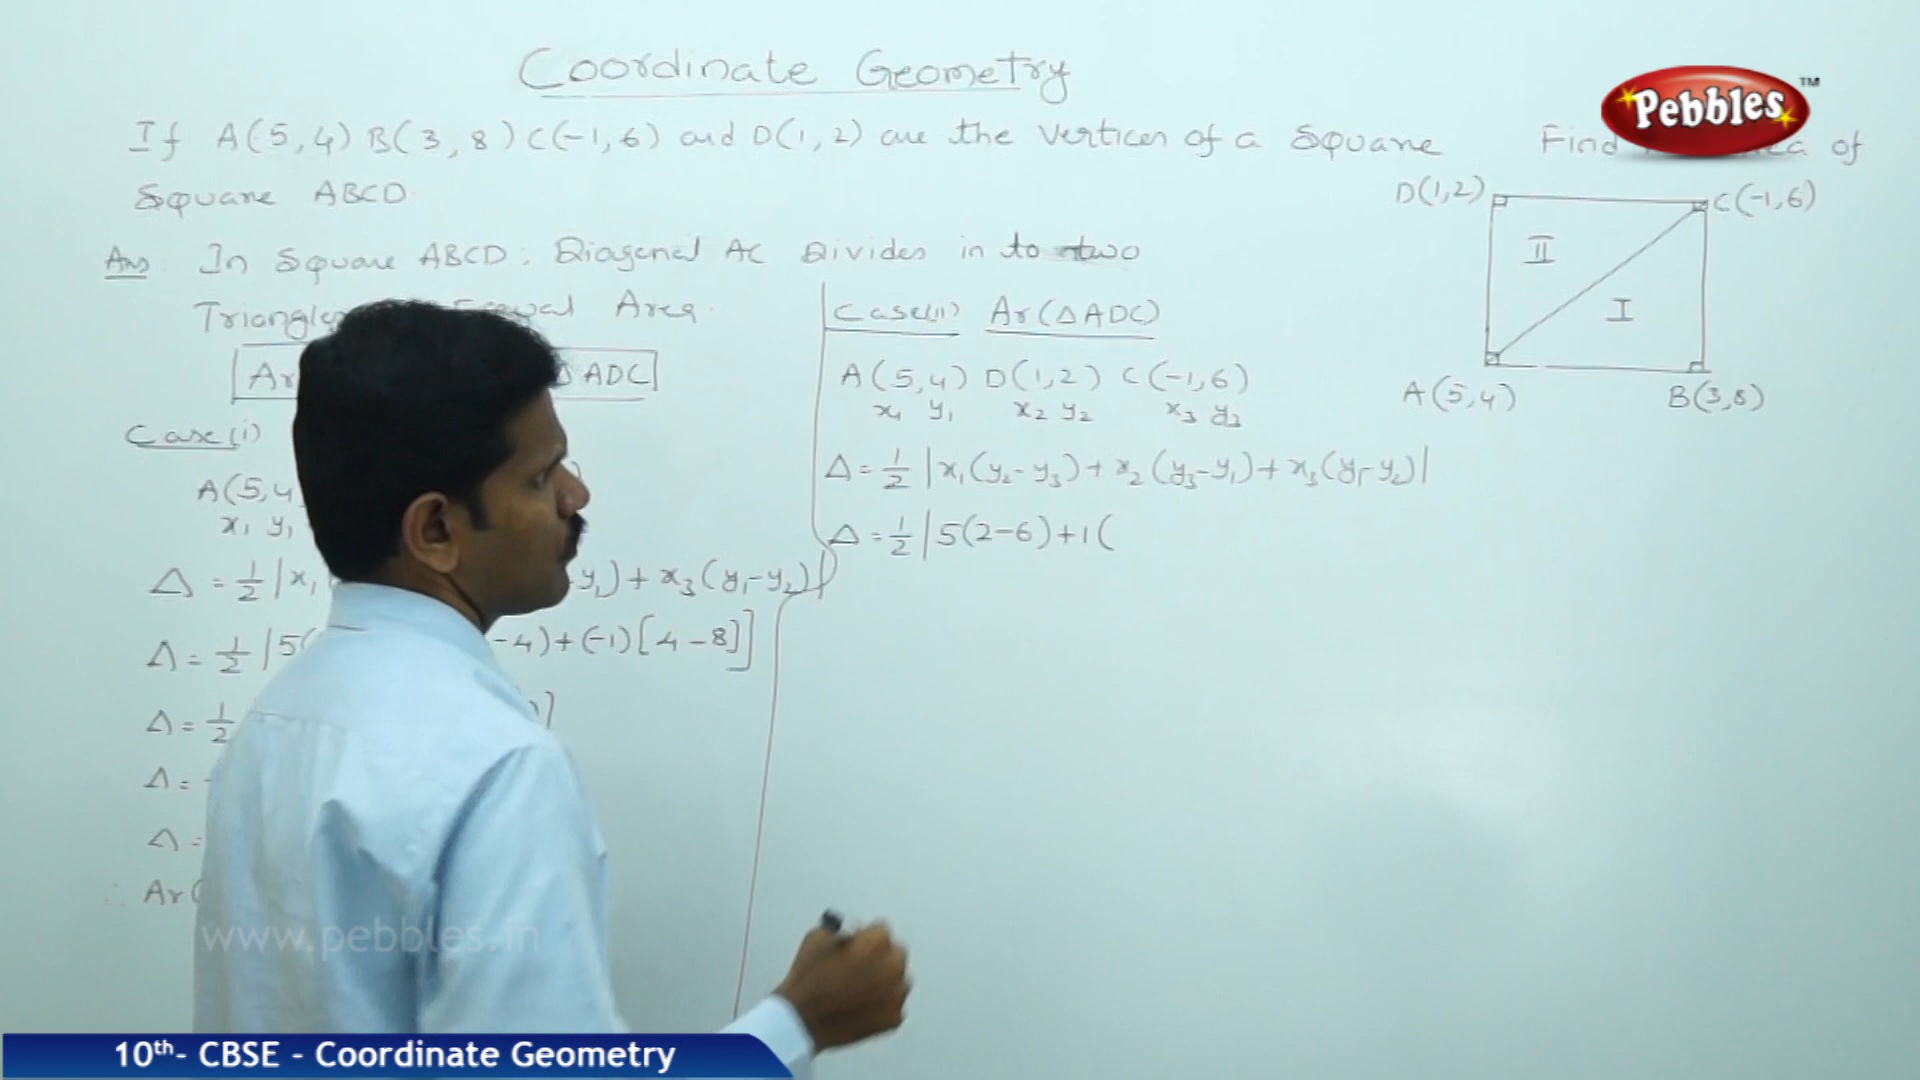 Coordinate Geometry
If A(5,4) B(3,8) C(-1,6) and D(1,2) are the vertices of a Square Find of
Square ABCD.
Ans: In Square ABCD: Diagonal AC Divides in to two
Area.
ADC
Case(i)
A(5,4
x₁ y₁
Δ = 1/2 |x₁ y₁) + x₃(y₁-y₂)|
Δ = 1/2 |5( -4)+(-1)[4-8]]
Δ = 1/2
Δ =
Δ =
∴ Ar(
Case(ii) Ar(ΔADC)
A(5,4) D(1,2) C(-1,6)
x₁ y₁ x₂ y₂ x₃ y₃
Δ = 1/2 |x₁(y₂-y₃)+x₂(y₃-y₁)+x₃(y₁-y₂)|
Δ = 1/2 |5(2-6)+1(
D(1,2) C(-1,6)
II
I
A(5,4) B(3,8)
Pebbles™
www.pebbles.in
10th- CBSE - Coordinate Geometry